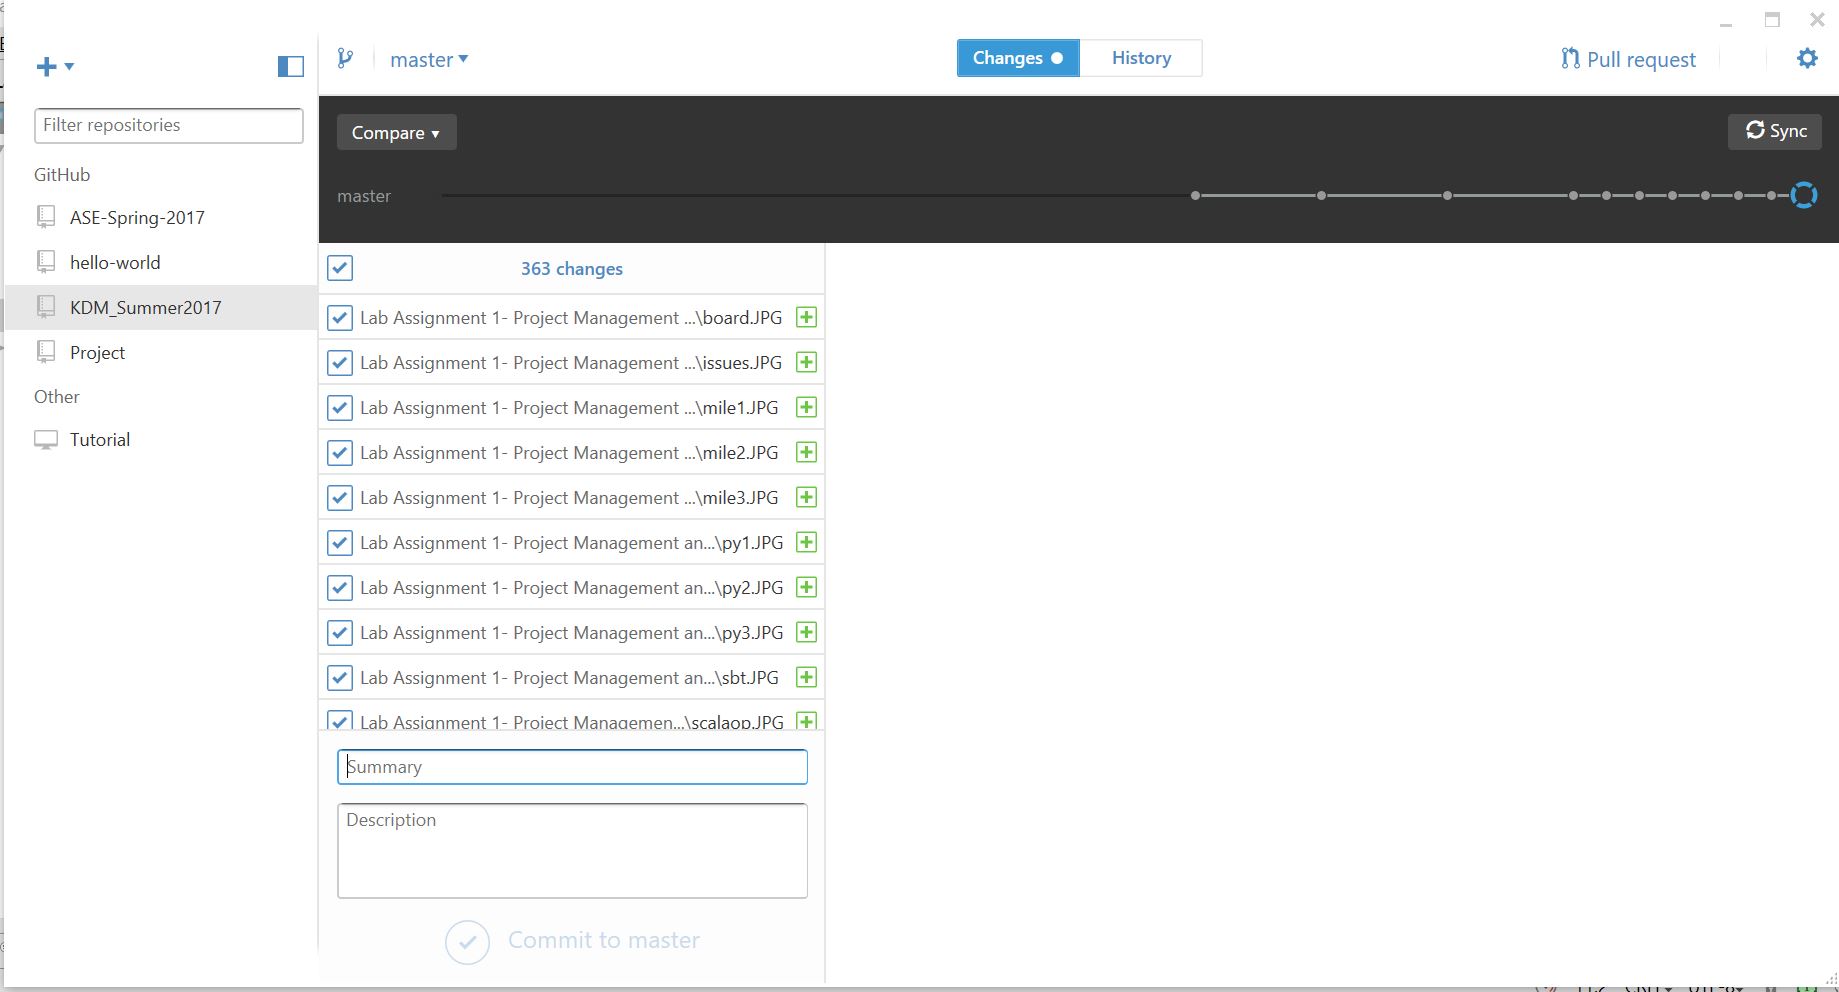 master ▾
Changes
History
Pull request
Filter repositories
GitHub
ASE-Spring-2017
hello-world
KDM_Summer2017
Project
Other
Tutorial
Compare ▾
Sync
master
363 changes
Lab Assignment 1- Project Management ...\board.JPG
Lab Assignment 1- Project Management ...\issues.JPG
Lab Assignment 1- Project Management ...\mile1.JPG
Lab Assignment 1- Project Management ...\mile2.JPG
Lab Assignment 1- Project Management ...\mile3.JPG
Lab Assignment 1- Project Management an...\py1.JPG
Lab Assignment 1- Project Management an...\py2.JPG
Lab Assignment 1- Project Management an...\py3.JPG
Lab Assignment 1- Project Management an...\sbt.JPG
Lab Assignment 1- Project Managemen...\scalaop.JPG
Summary
Description
Commit to master